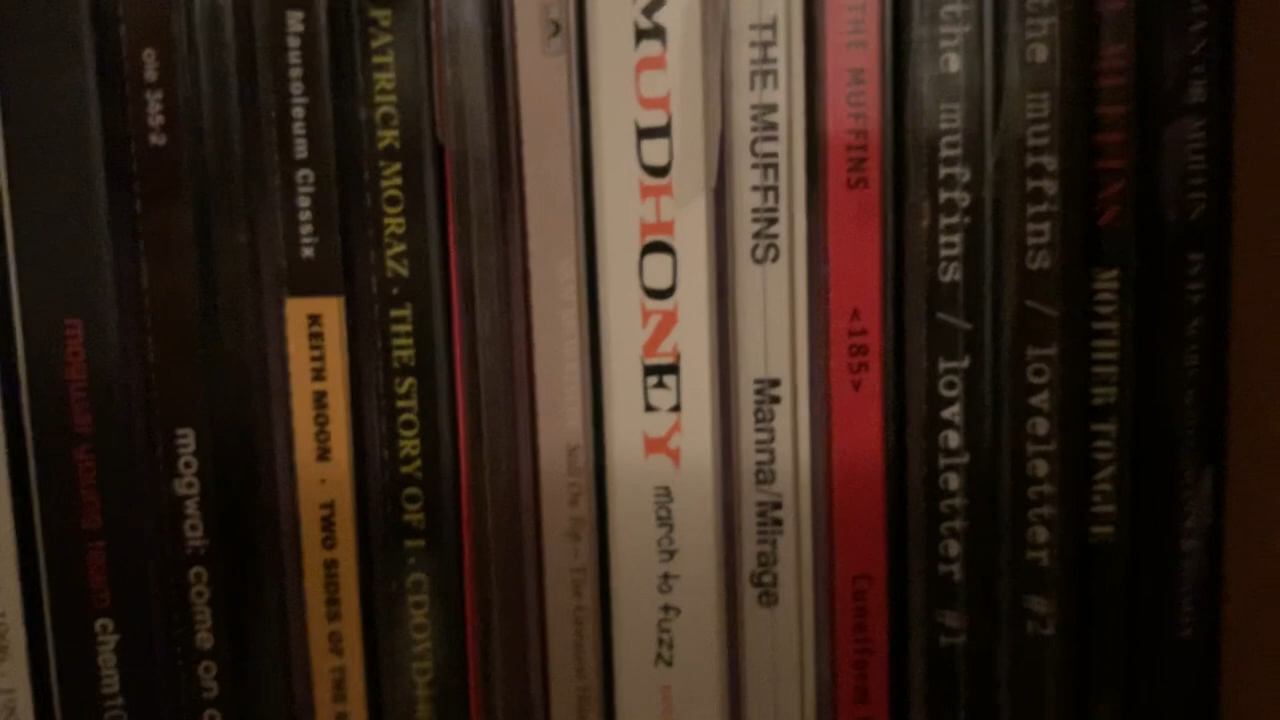 mogwai young team chem
ole 345-2
mogwai: come on
Mausoleum Classix
KEITH MOON · TWO SIDES OF THE
PATRICK MORAZ · THE STORY OF I · CDOVD
MUDHONEY march to fuzz
THE MUFFINS Manna/Mirage
THE MUFFINS <185> Cuneiform
the muffins / loveletter #1
the muffins / loveletter #2
MUFFINS MOTHER TONGUE